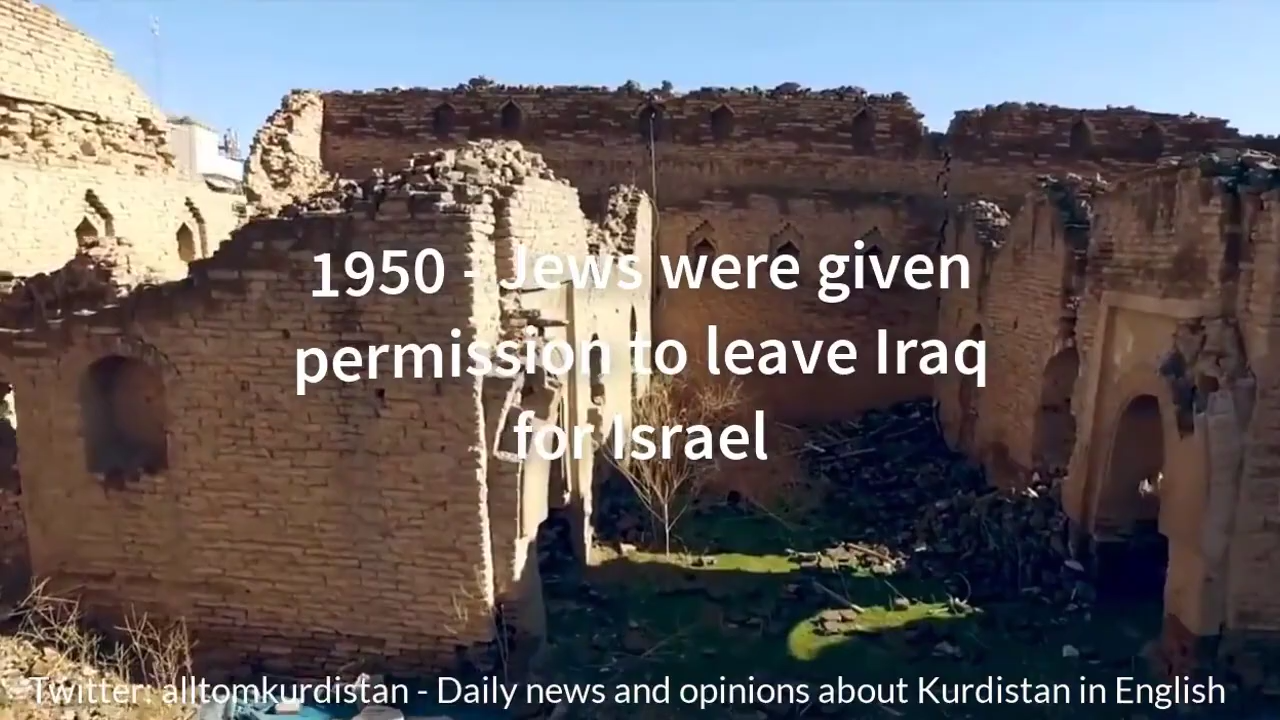 1950 - Jews were given
permission to leave Iraq
for Israel
Twitter: alltomkurdistan - Daily news and opinions about Kurdistan in English